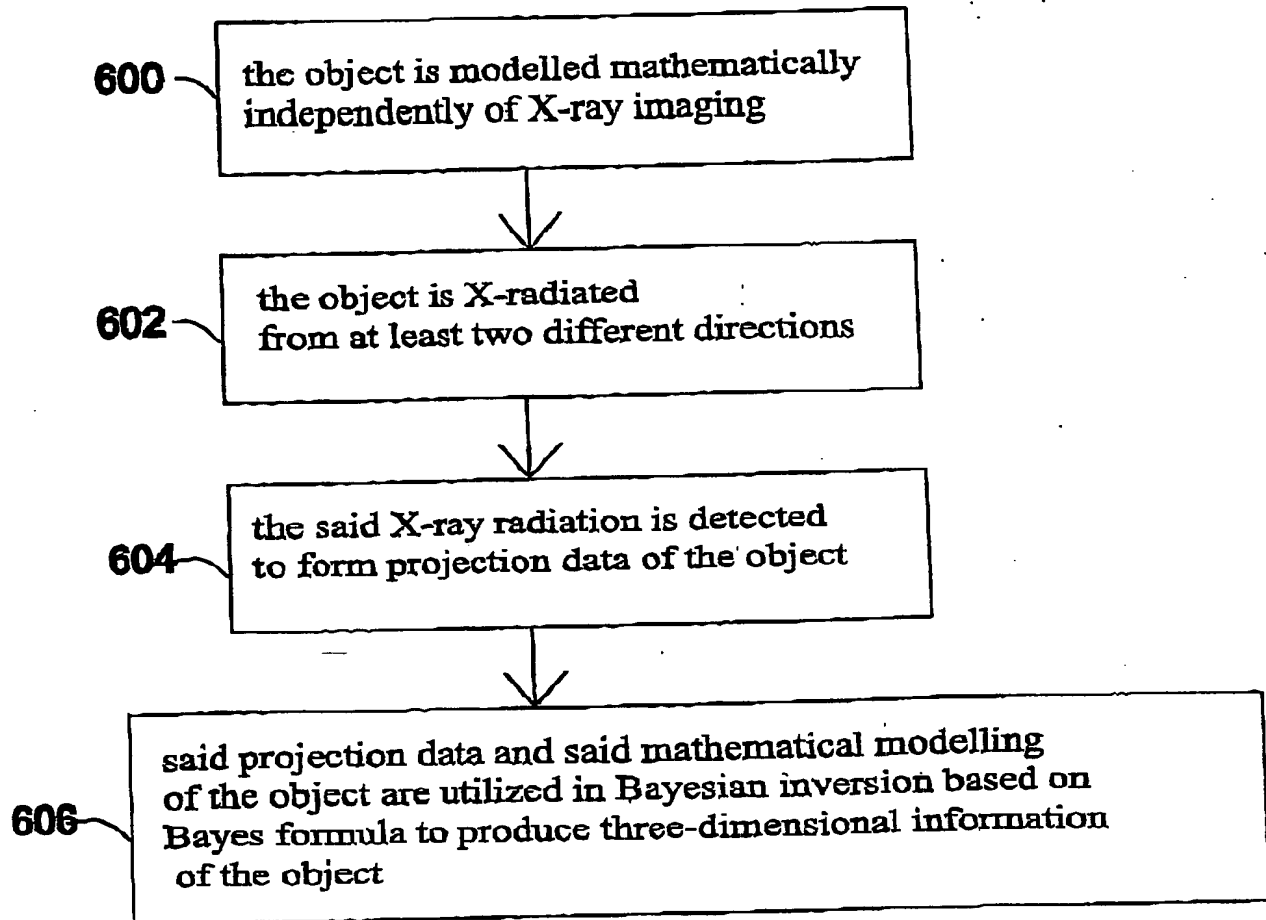 600
the object is modelled mathematically
independently of X-ray imaging
602
the object is X-radiated
from at least two different directions
604
the said X-ray radiation is detected
to form projection data of the object
606
said projection data and said mathematical modelling
of the object are utilized in Bayesian inversion based on
Bayes formula to produce three-dimensional information
of the object